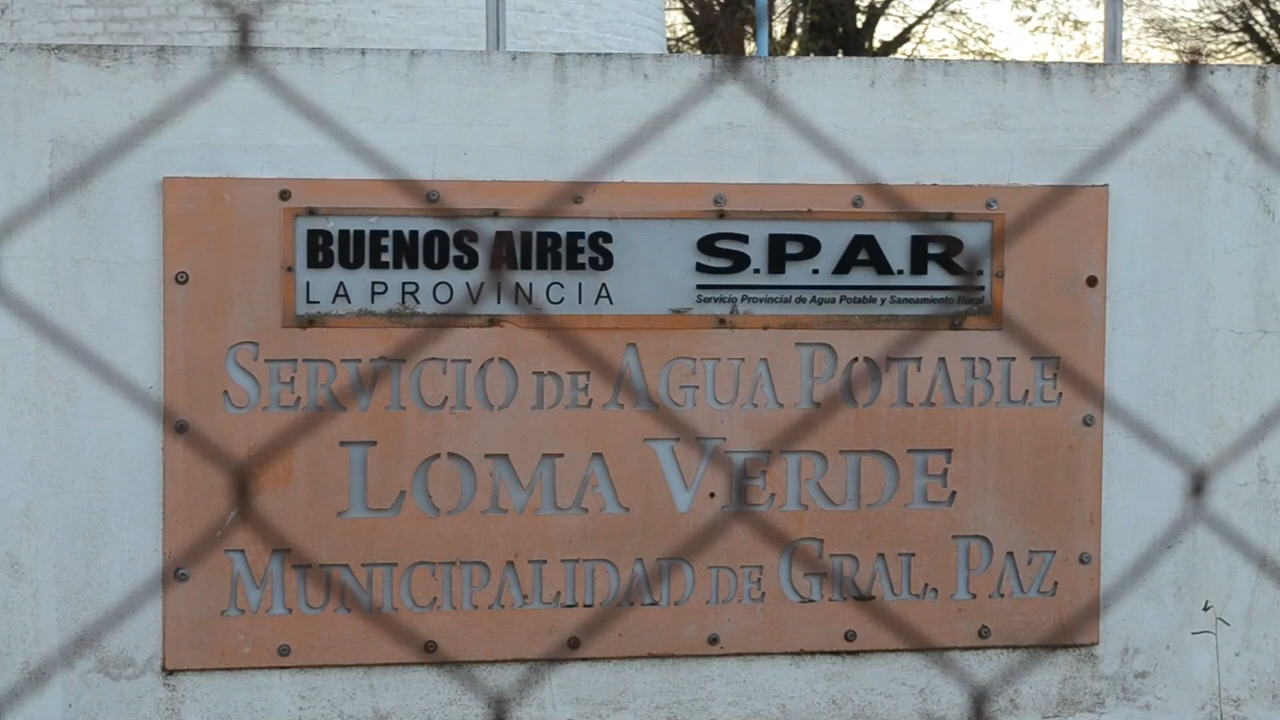 BUENOS AIRES
LA PROVINCIA
S.P.A.R.
Servicio Provincial de Agua Potable y Saneamiento Rural
SERVICIO DE AGUA POTABLE
LOMA VERDE
MUNICIPALIDAD DE GRAL. PAZ